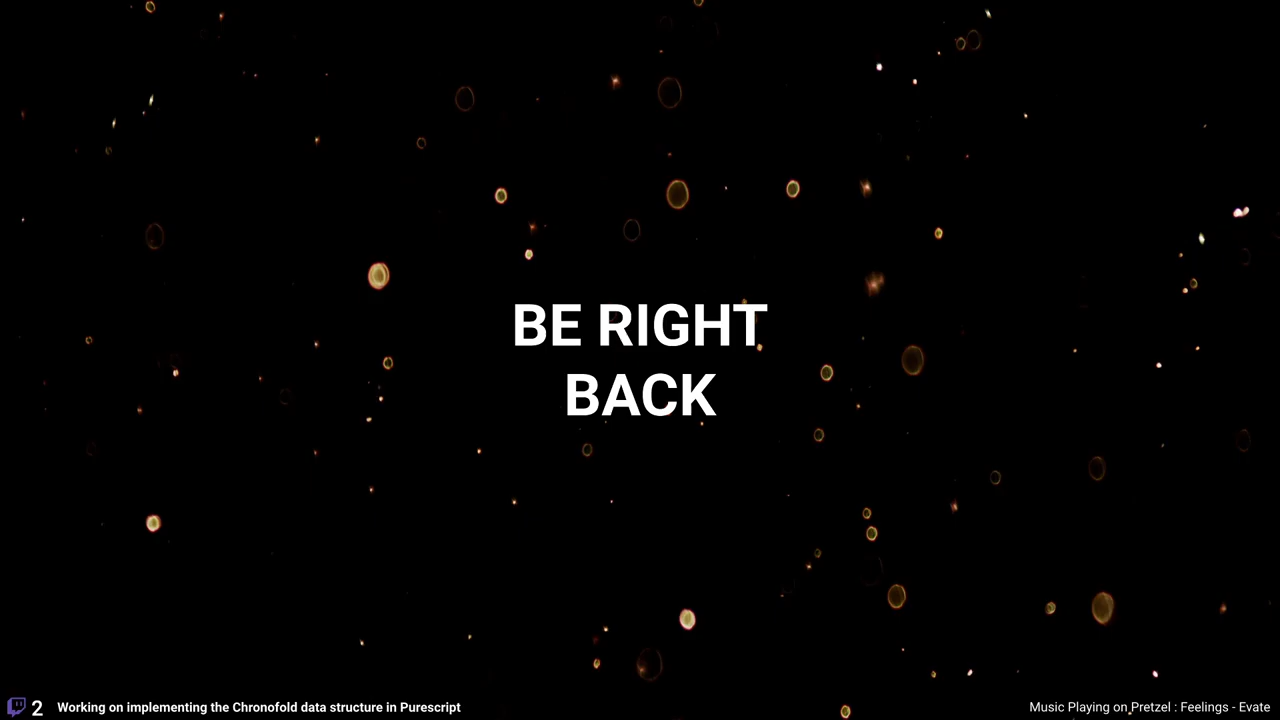 BE RIGHT
BACK
2 Working on implementing the Chronofold data structure in Purescript
Music Playing on Pretzel : Feelings - Evate